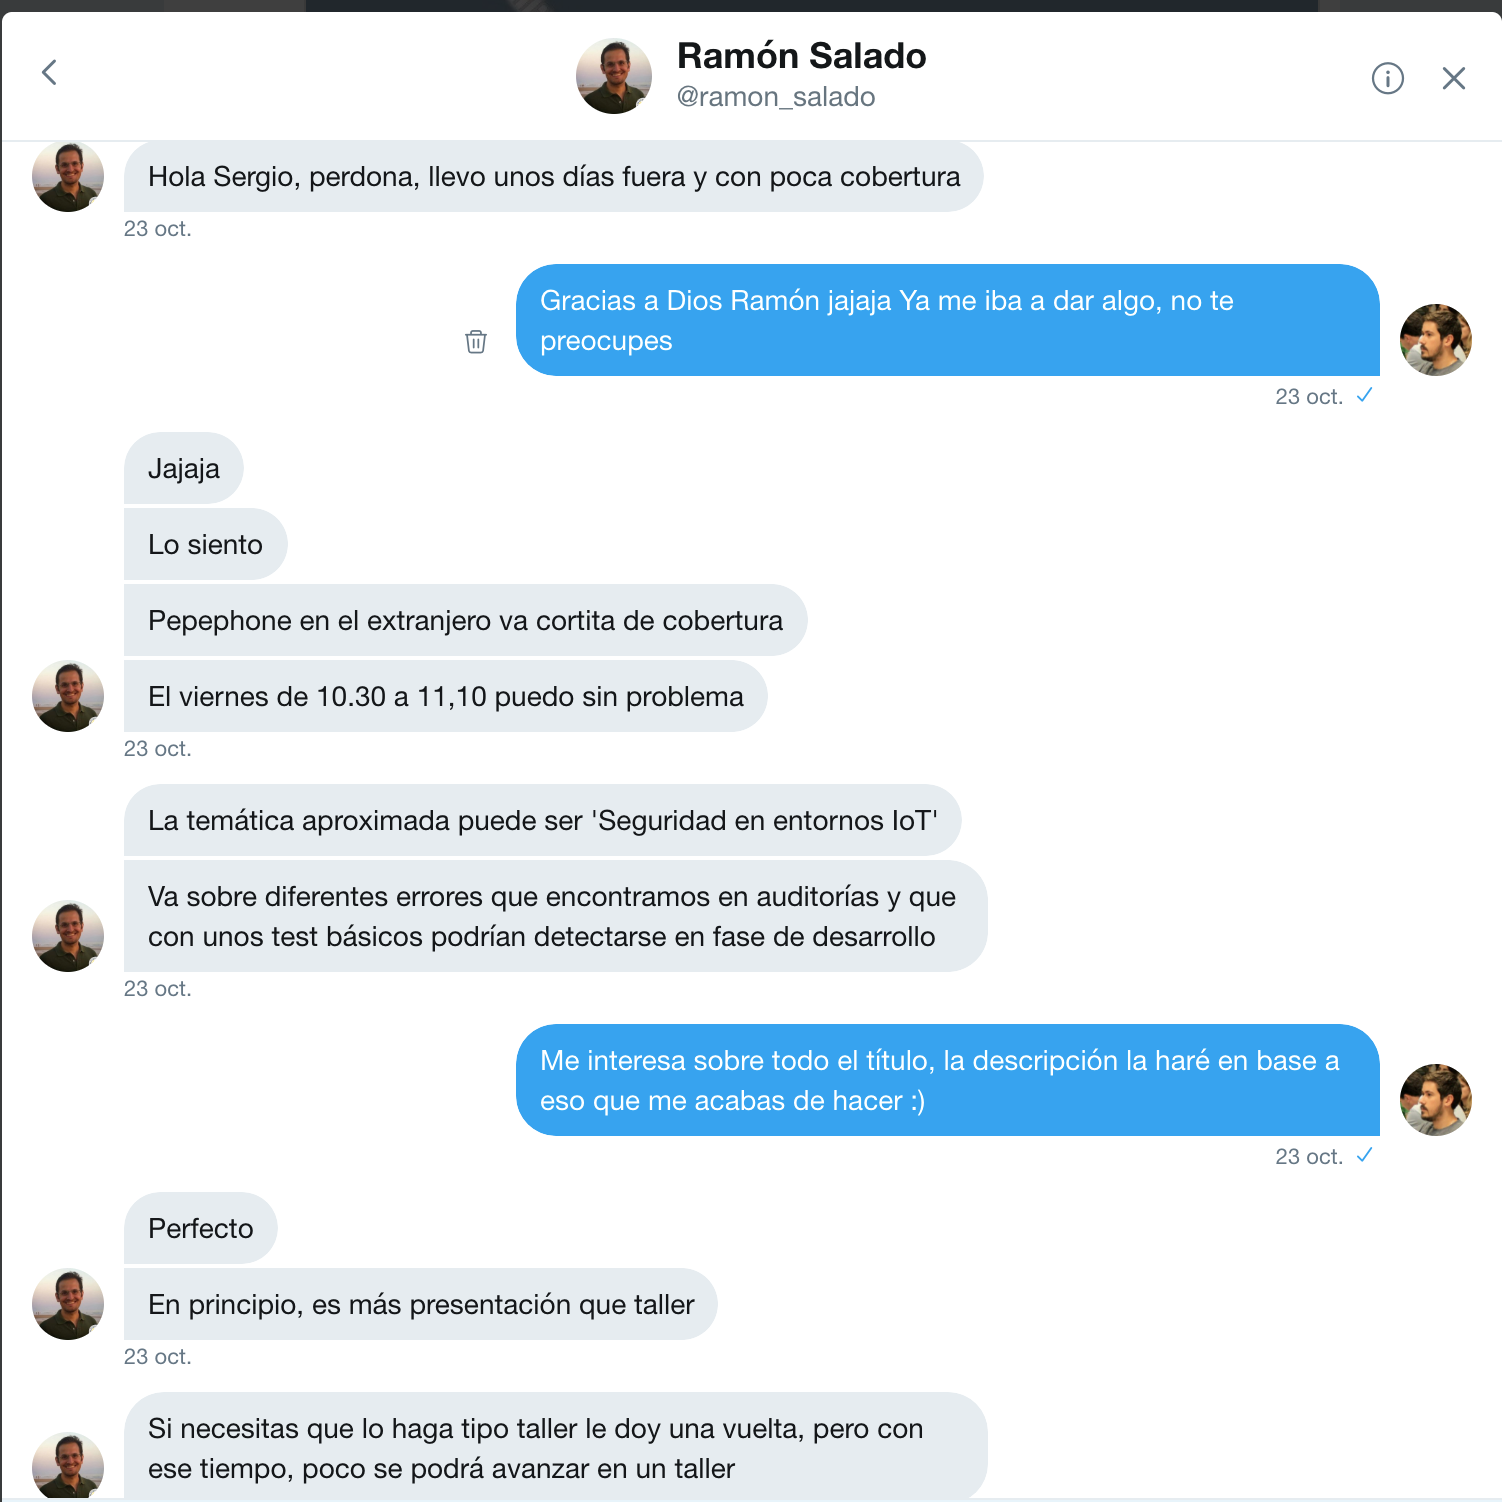 Ramón Salado
@ramon_salado
Hola Sergio, perdona, llevo unos días fuera y con poca cobertura
23 oct.
Gracias a Dios Ramón jajaja Ya me iba a dar algo, no te
preocupes
23 oct.
Jajaja
Lo siento
Pepephone en el extranjero va cortita de cobertura
El viernes de 10.30 a 11,10 puedo sin problema
23 oct.
La temática aproximada puede ser 'Seguridad en entornos IoT'
Va sobre diferentes errores que encontramos en auditorías y que
con unos test básicos podrían detectarse en fase de desarrollo
23 oct.
Me interesa sobre todo el título, la descripción la haré en base a
eso que me acabas de hacer :)
23 oct.
Perfecto
En principio, es más presentación que taller
23 oct.
Si necesitas que lo haga tipo taller le doy una vuelta, pero con
ese tiempo, poco se podrá avanzar en un taller